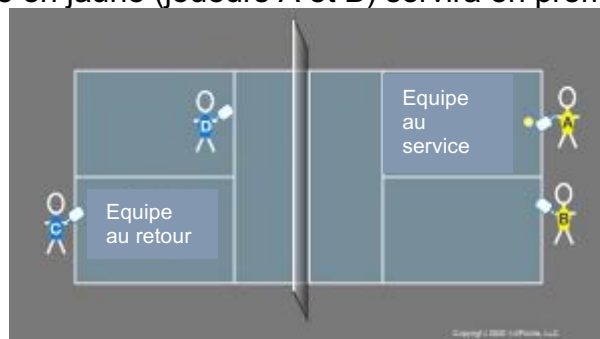 e en jaune (joueurs A et B) servira en prem
Equipe
au
service
A
D
B
C
Equipe
au retour